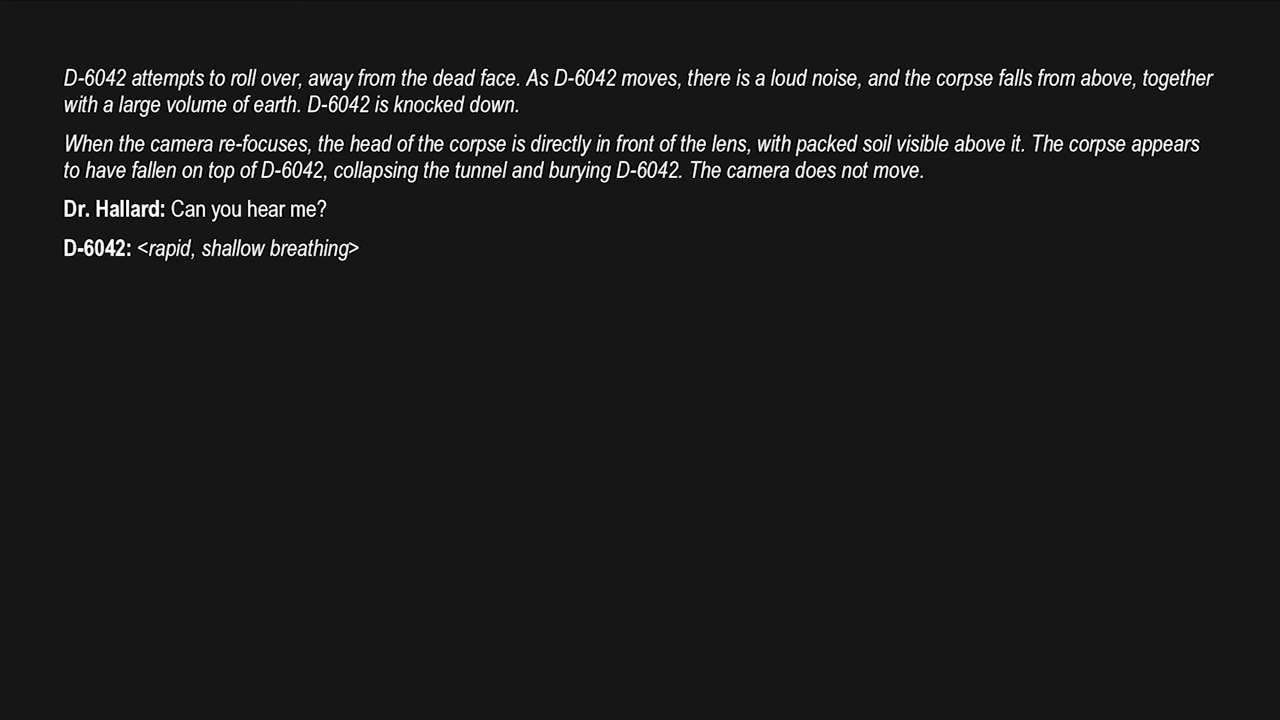 D-6042 attempts to roll over, away from the dead face. As D-6042 moves, there is a loud noise, and the corpse falls from above, together
with a large volume of earth. D-6042 is knocked down.
When the camera re-focuses, the head of the corpse is directly in front of the lens, with packed soil visible above it. The corpse appears
to have fallen on top of D-6042, collapsing the tunnel and burying D-6042. The camera does not move.
Dr. Hallard: Can you hear me?
D-6042: <rapid, shallow breathing>